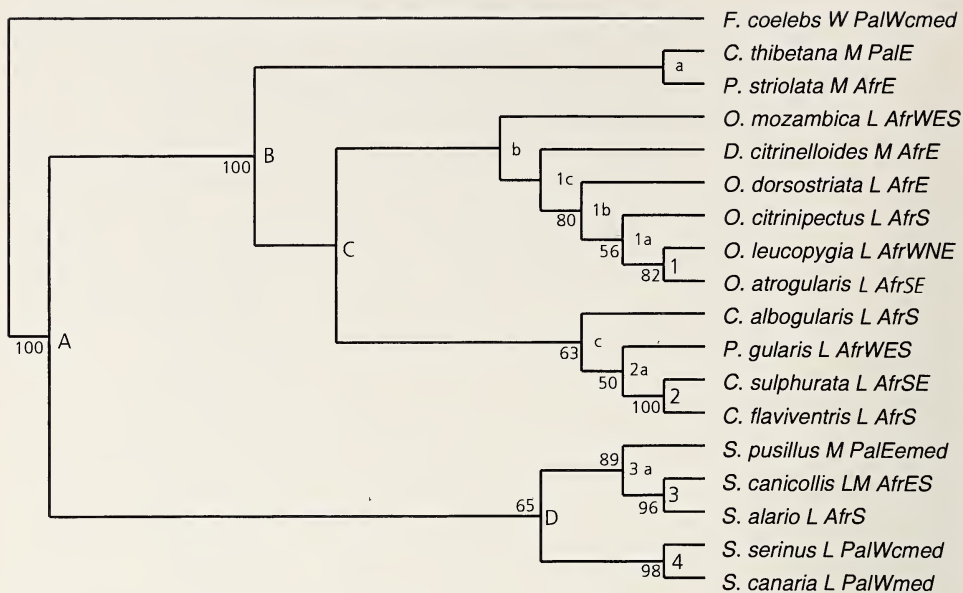 F. coelebs W PalWcmed
C. thibetana M PalE
a
P. striolata M AfrE
O. mozambica L AfrWES
b
D. citrinelloides M AfrE
100 B
1c
O. dorsostriata L AfrE
80 1b
O. citrinipectus L AfrS
56 1a
C
O. leucopygia L AfrWNE
82 1
O. atrogularis L AfrSE
C. albogularis L AfrS
100 A
63 c
P. gularis L AfrWES
50 2a
C. sulphurata L AfrSE
100 2
C. flaviventris L AfrS
S. pusillus M PalEemed
89 3 a
S. canicollis LM AfrES
96 3
65 D
S. alario L AfrS
S. serinus L PalWcmed
98 4
S. canaria L PalWmed